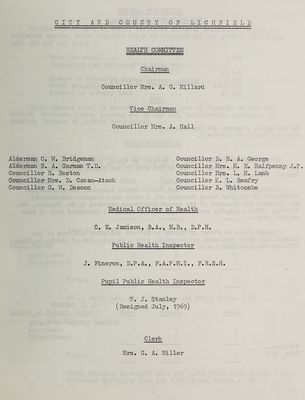 CITY AND COUNTY OF LICHFIELD
HEALTH COMMITTEE
Chairman
Councillor Mrs. A. G. Millard
Vice Chairman
Councillor Mrs. A. Hall
Alderman C. W. Bridgeman
Alderman S. A. Garman T.D.
Councillor H. Boston
Councillor Mrs. D. Cavan-Atack
Councillor G. M. Deacon
Councillor D. H. A. George
Councillor Mrs. M. E. Halfpenny J.P.
Councillor Mrs. L. H. Lamb
Councillor K. L. Remfry
Councillor B. Whitcombe
Medical Officer of Health
O. E. Jamison, B.A., M.B., D.P.H.
Public Health Inspector
J. Pineron, D.P.A., F.A.P.H.I., F.R.S.H.
Pupil Public Health Inspector
T. J. Stanley
(Resigned July, 1969)
Clerk
Mrs. G. A. Miller